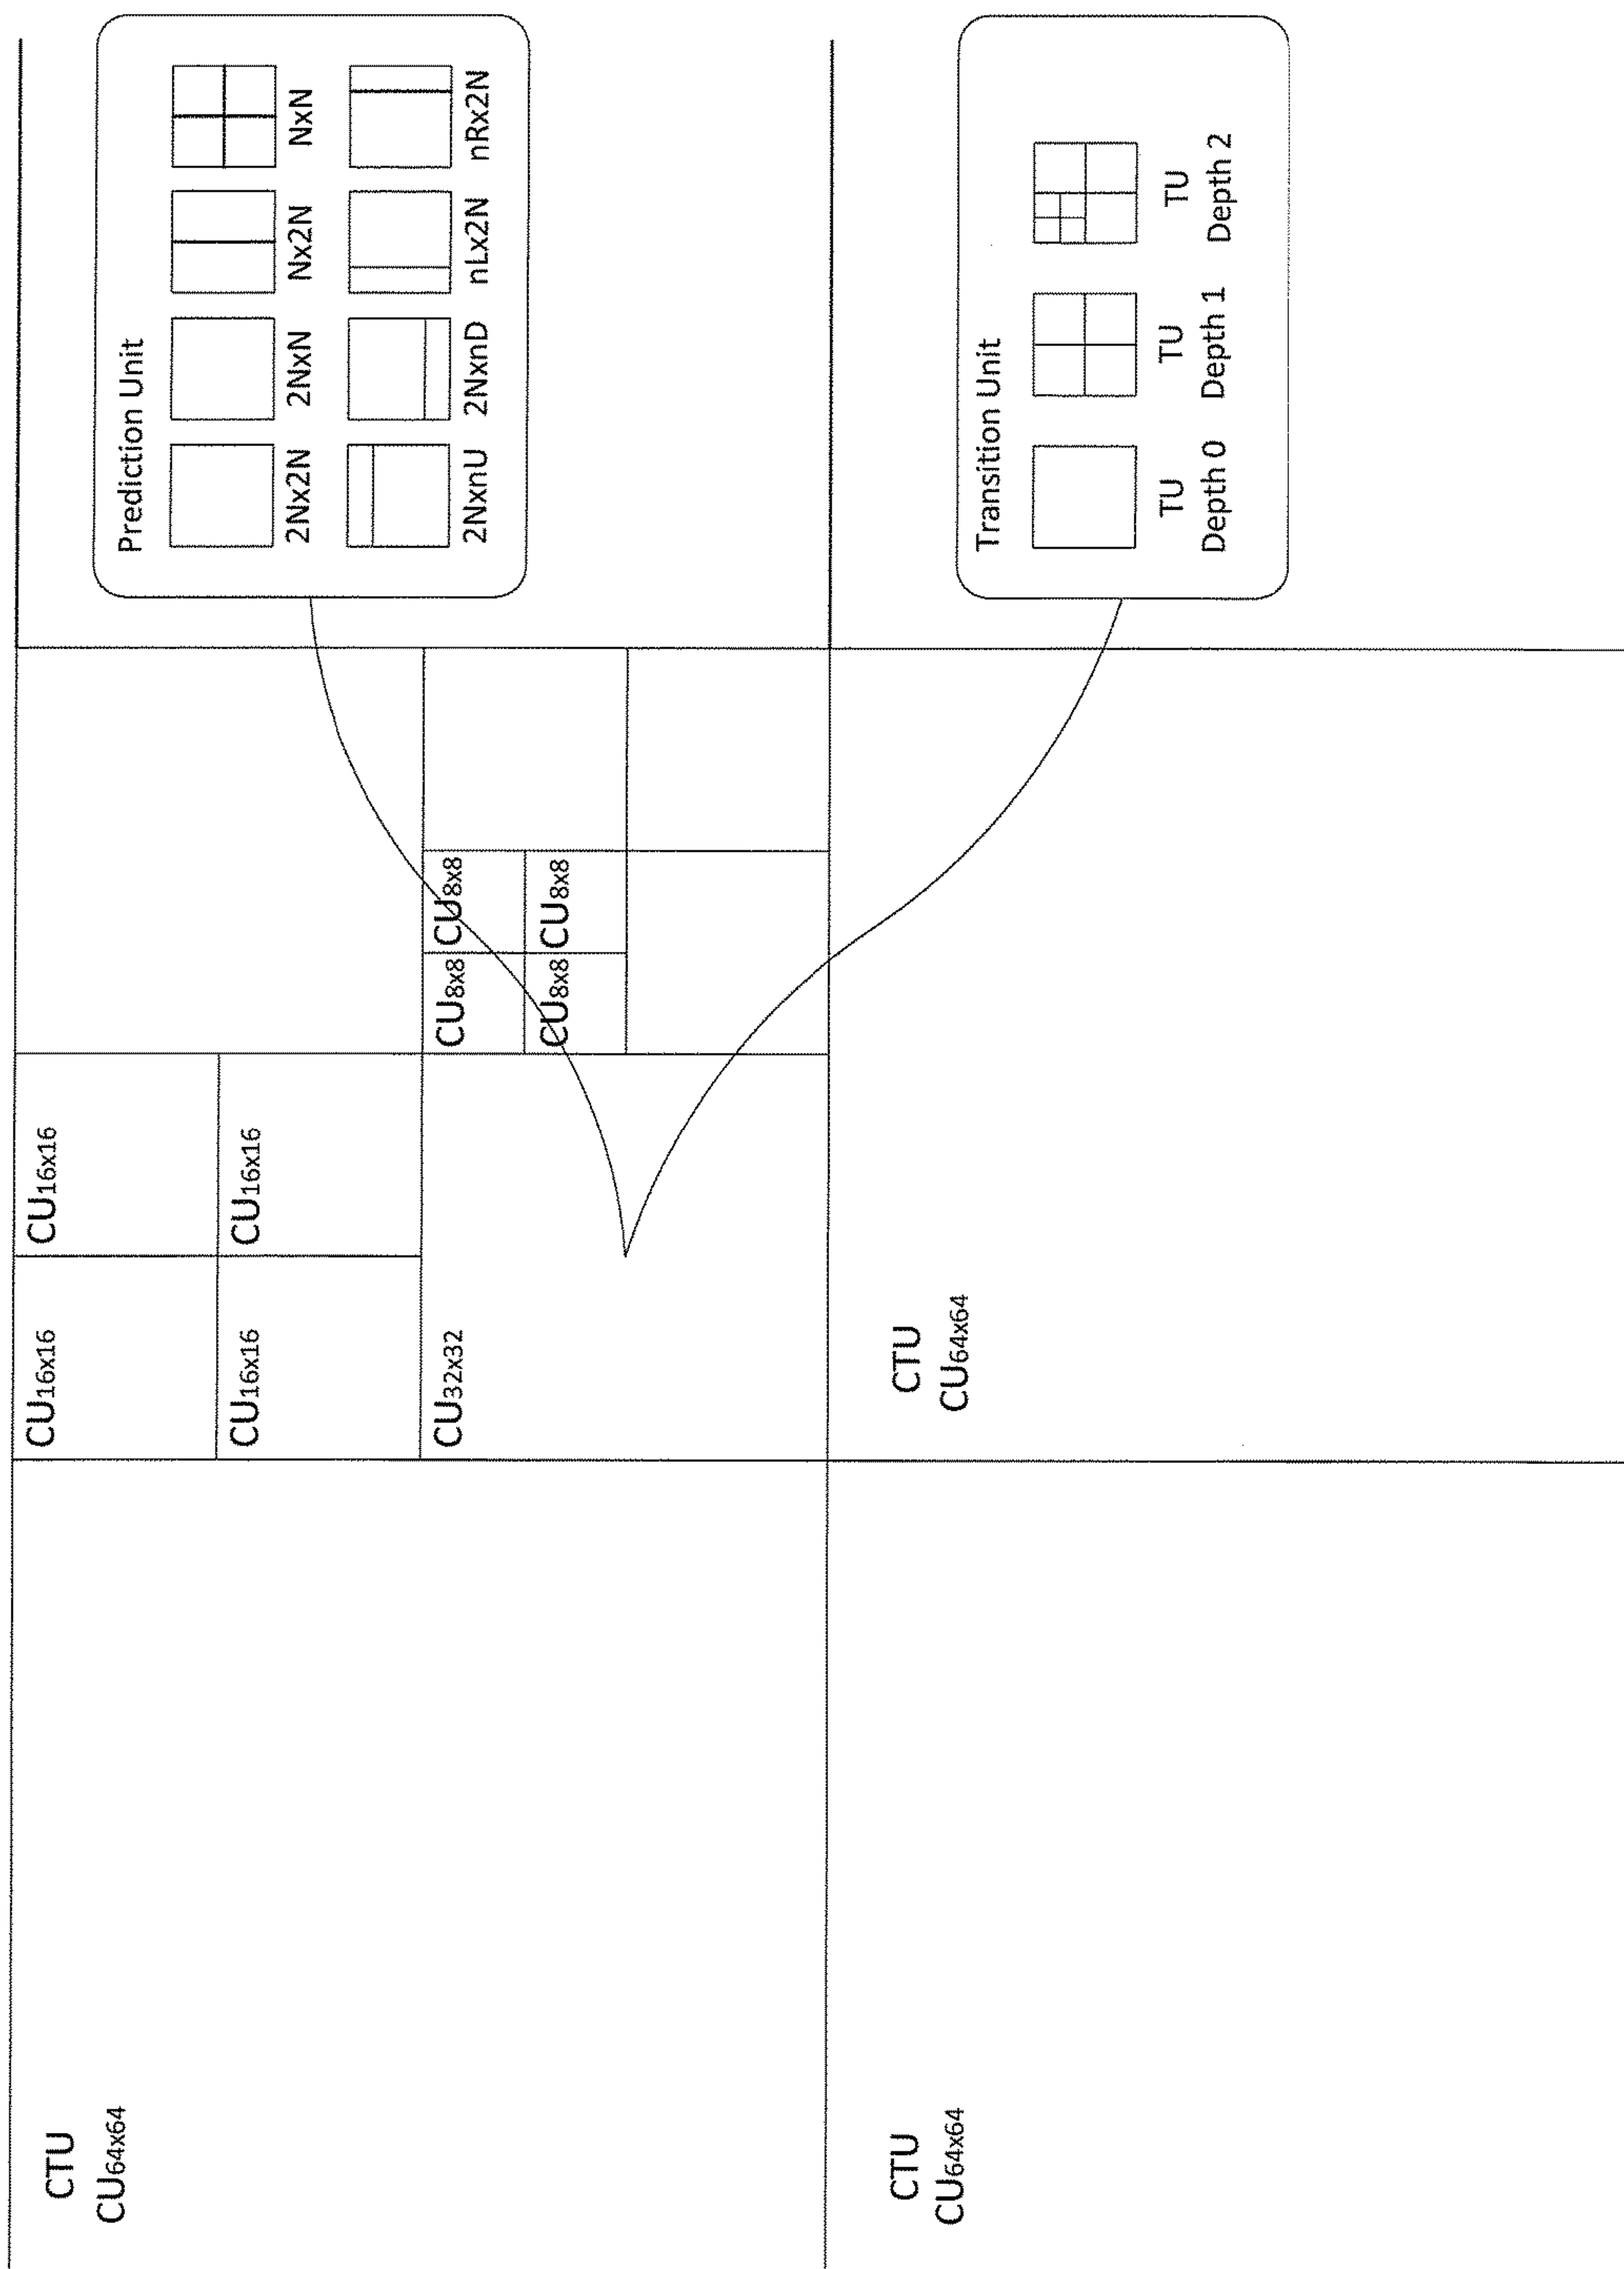 CTU
CU64x64
CU16x16
CU16x16
CU16x16
CU16x16
CU32x32
CU8x8
CU8x8
CU8x8
CU8x8
Prediction Unit
2Nx2N
2NxN
Nx2N
NxN
2NxnU
2NxnD
nLx2N
nRx2N
CTU
CU64x64
CTU
CU64x64
Transition Unit
TU
TU
TU
Depth 0
Depth 1
Depth 2